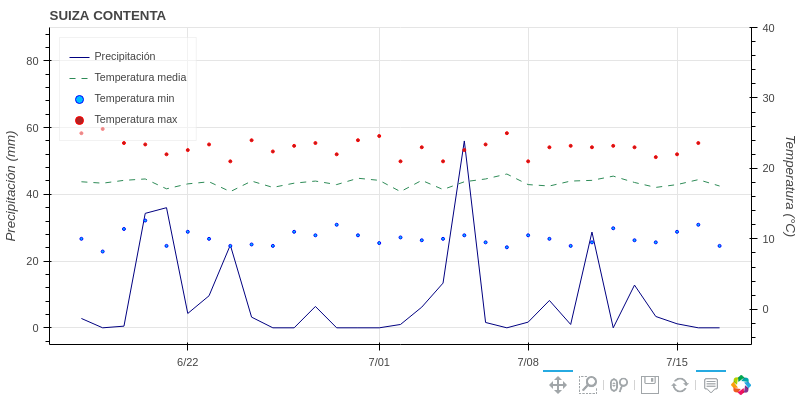 SUIZA CONTENTA
Precipitación
Temperatura media
Temperatura min
Temperatura max
Precipitación (mm)
80
60
40
20
0
Temperatura (°C)
40
30
20
10
0
6/22
7/01
7/08
7/15